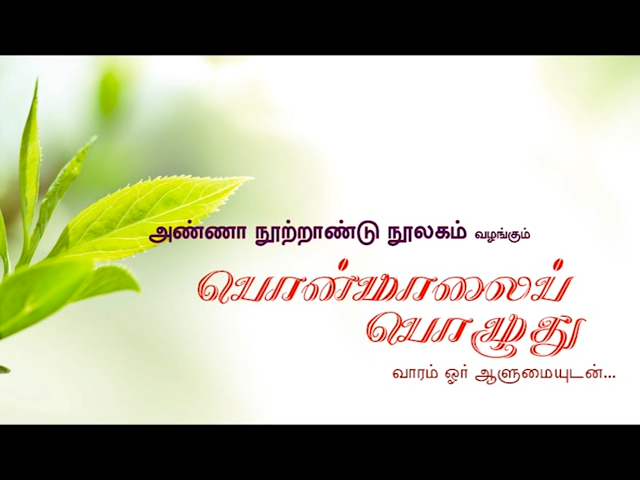 அண்ணா நூற்றாண்டு நூலகம் வழங்கும்
பொன்மாலைப்
பொழுது
வாரம் ஓர் ஆளுமையுடன்...